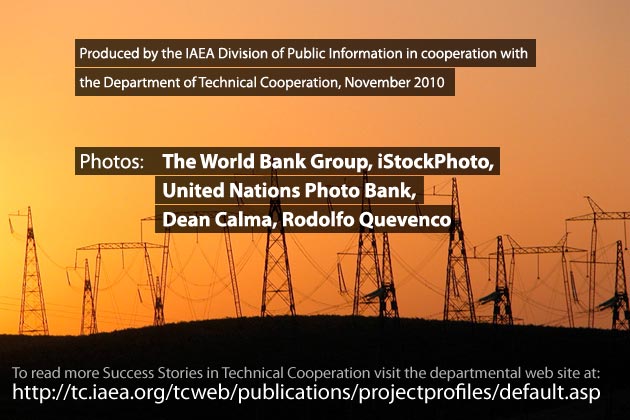 Produced by the IAEA Division of Public Information in cooperation with
the Department of Technical Cooperation, November 2010
Photos: The World Bank Group, iStockPhoto,
United Nations Photo Bank,
Dean Calma, Rodolfo Quevenco
To read more Success Stories in Technical Cooperation visit the departmental web site at:
http://tc.iaea.org/tcweb/publications/projectprofiles/default.asp